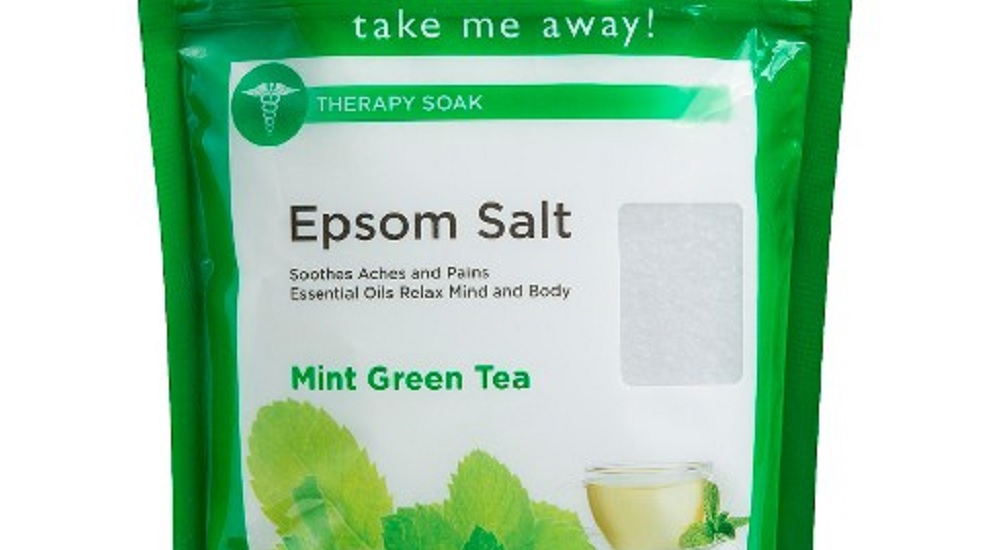 take me away!
THERAPY SOAK
Epsom Salt
Soothes Aches and Pains
Essential Oils Relax Mind and Body
Mint Green Tea